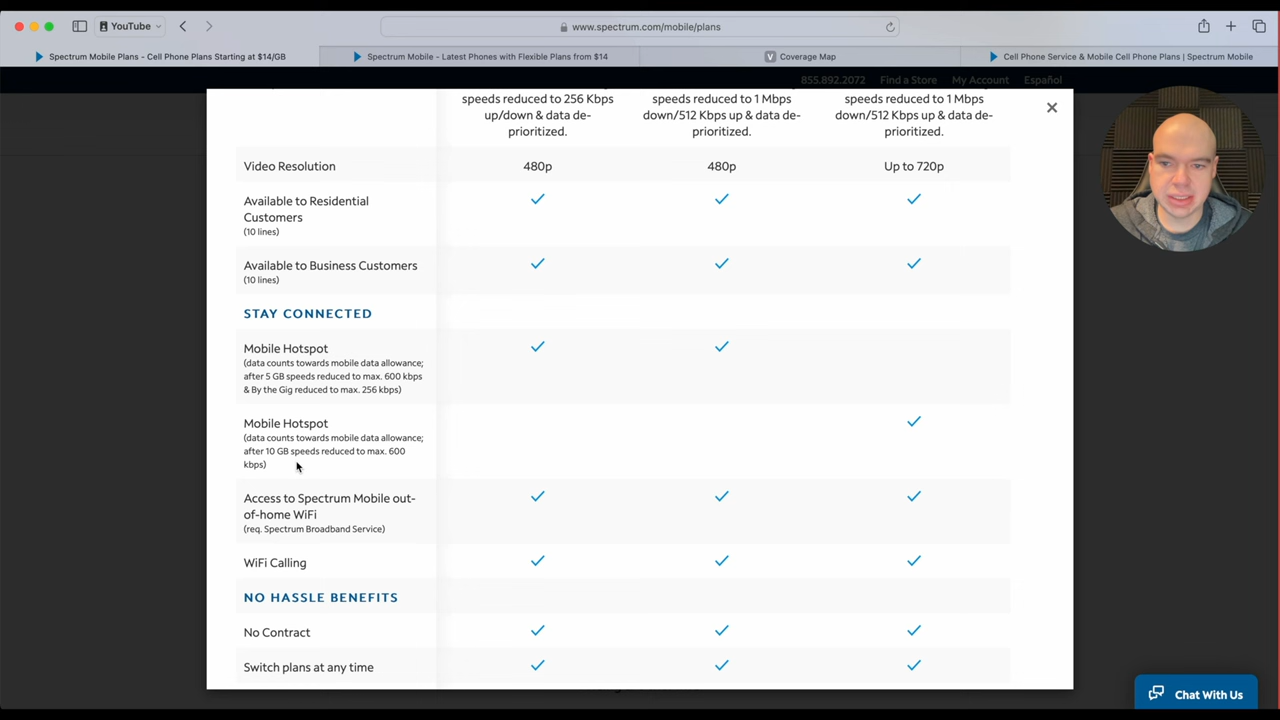 YouTube
www.spectrum.com/mobile/plans
Spectrum Mobile Plans - Cell Phone Plans Starting at $14/GB
Spectrum Mobile - Latest Phones with Flexible Plans from $14
V
Coverage Map
Cell Phone Service & Mobile Cell Phone Plans | Spectrum Mobile
855.892.2072
Find a Store
My Account
Español
speeds reduced to 256 Kbps
up/down & data de-
prioritized.
speeds reduced to 1 Mbps
down/512 Kbps up & data de-
prioritized.
speeds reduced to 1 Mbps
down/512 Kbps up & data de-
prioritized.
Video Resolution
480p
480p
Up to 720p
Available to Residential
Customers
(10 lines)
Available to Business Customers
(10 lines)
STAY CONNECTED
Mobile Hotspot
(data counts towards mobile data allowance;
after 5 GB speeds reduced to max. 600 kbps
& By the Gig reduced to max. 256 kbps)
Mobile Hotspot
(data counts towards mobile data allowance;
after 10 GB speeds reduced to max. 600
kbps)
Access to Spectrum Mobile out-
of-home WiFi
(req. Spectrum Broadband Service)
WiFi Calling
NO HASSLE BENEFITS
No Contract
Switch plans at any time
Chat With Us